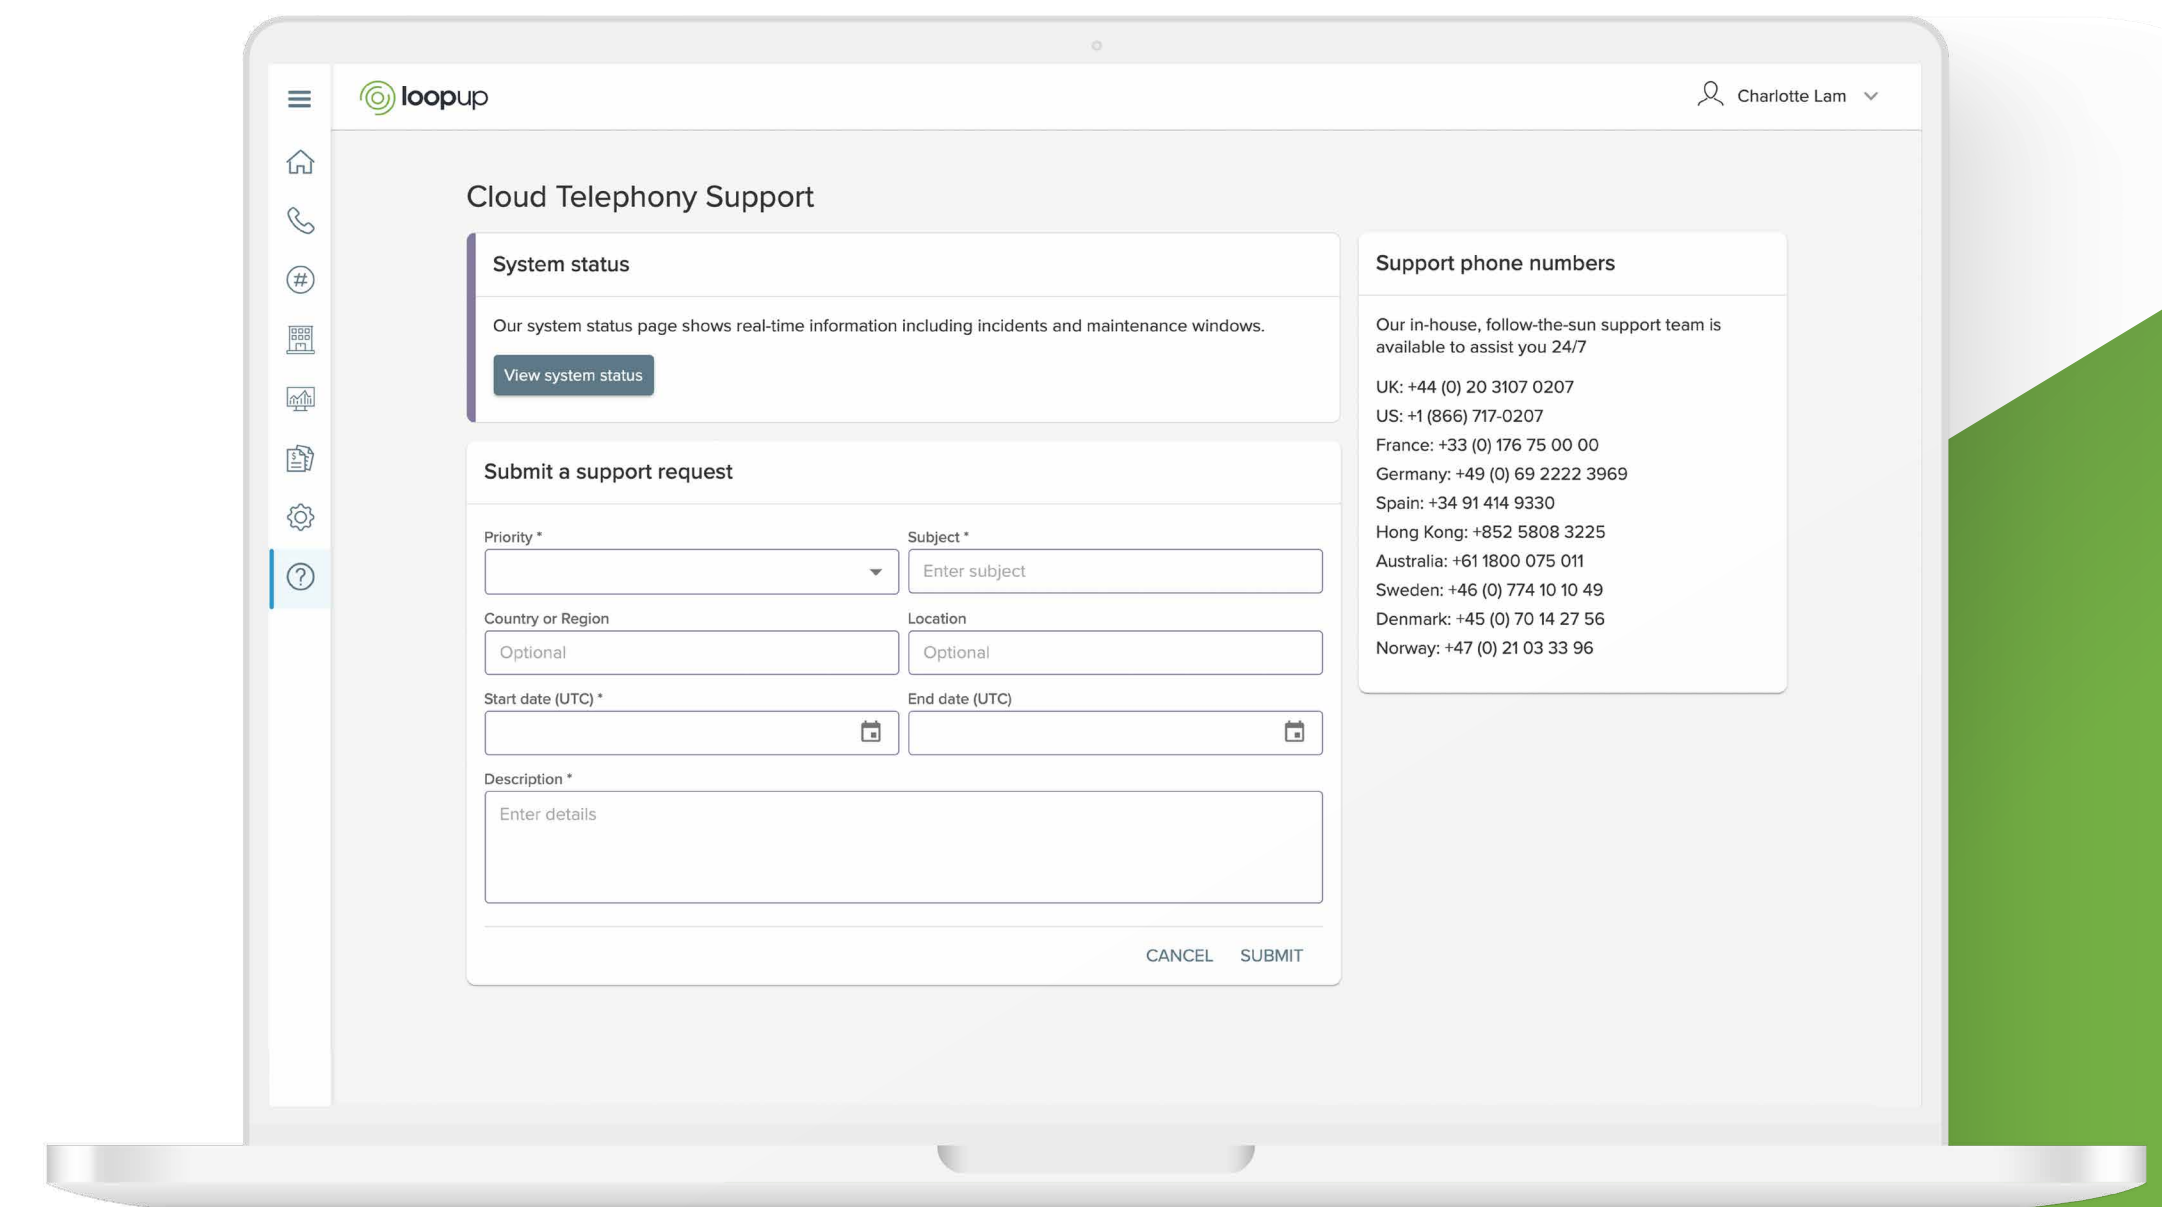 loopup
Charlotte Lam
Cloud Telephony Support
System status
Our system status page shows real-time information including incidents and maintenance windows.
View system status
Submit a support request
Priority *
Subject *
Enter subject
Country or Region
Location
Optional
Optional
Start date (UTC) *
End date (UTC)
Description *
Enter details
CANCEL
SUBMIT
Support phone numbers
Our in-house, follow-the-sun support team is
available to assist you 24/7
UK: +44 (0) 20 3107 0207
US: +1 (866) 717-0207
France: +33 (0) 176 75 00 00
Germany: +49 (0) 69 2222 3969
Spain: +34 91 414 9330
Hong Kong: +852 5808 3225
Australia: +61 1800 075 011
Sweden: +46 (0) 774 10 10 49
Denmark: +45 (0) 70 14 27 56
Norway: +47 (0) 21 03 33 96